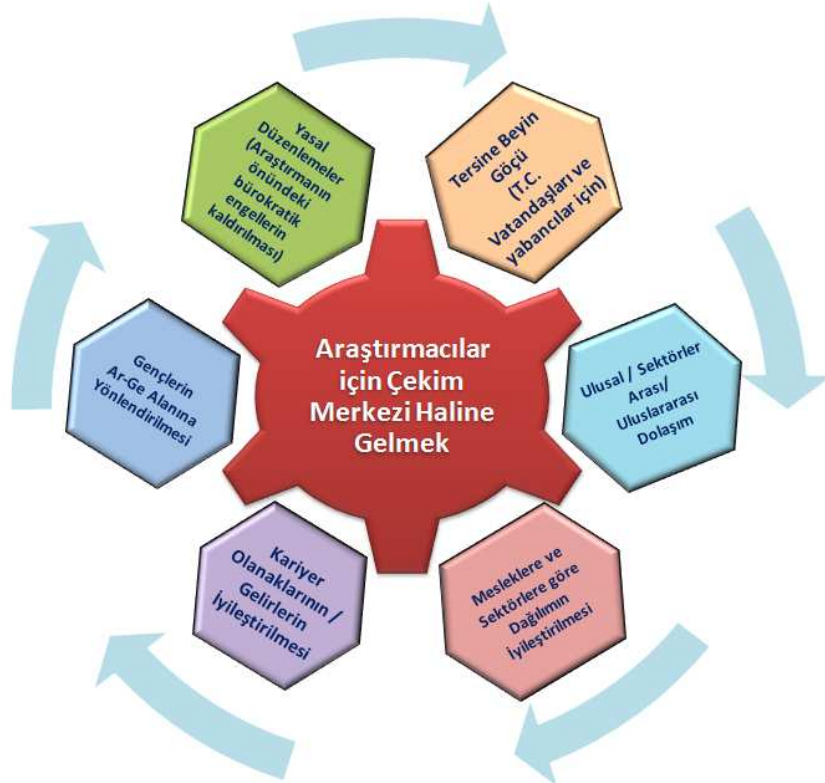 Yasal
Düzenlemeler
(Araştırmanın
önündeki
bürokratik
engellerin
kaldırılması)
Tersine Beyin
Göçü
(T.C.
Vatandaşları ve
yabancılar için)
Araştırmacılar
için Çekim
Merkezi Haline
Gelmek
Gençlerin
Ar-Ge Alanına
Yönlendirilmesi
Ulusal / Sektörler
Arası/
Uluslararası
Dolaşım
Kariyer
Olanaklarının /
Gelirlerin
İyileştirilmesi
Mesleklere ve
Sektörlere göre
Dağılımın
İyileştirilmesi